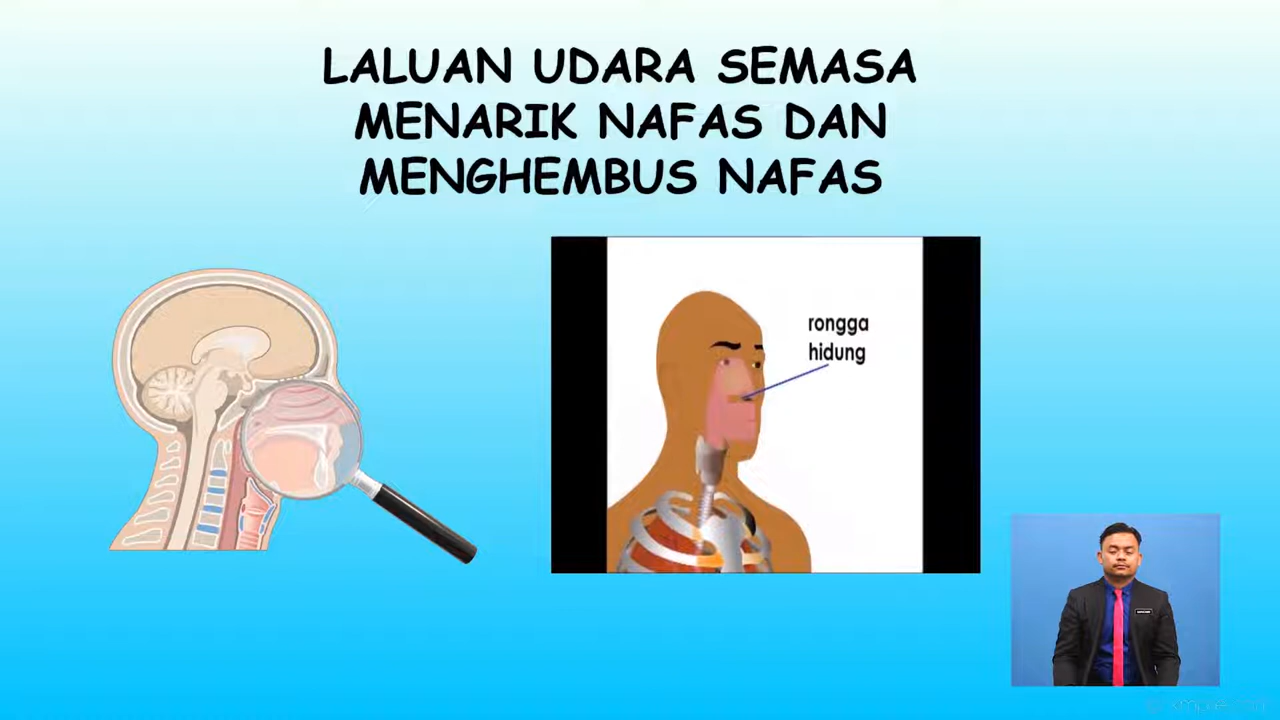 LALUAN UDARA SEMASA
MENARIK NAFAS DAN
MENGHEMBUS NAFAS
rongga
hidung